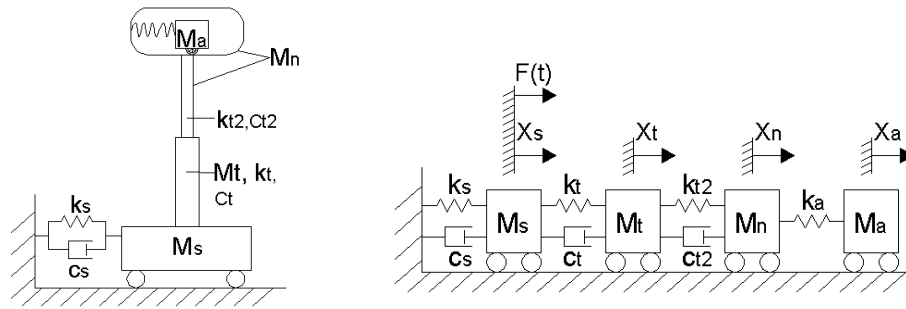 Ma
Mn
kt2,Ct2
Mt, kt,
Ct
ks
Ms
cs
F(t)
Xs Xt Xn Xa
ks kt kt2 ka
Ms Mt Mn Ma
cs ct ct2